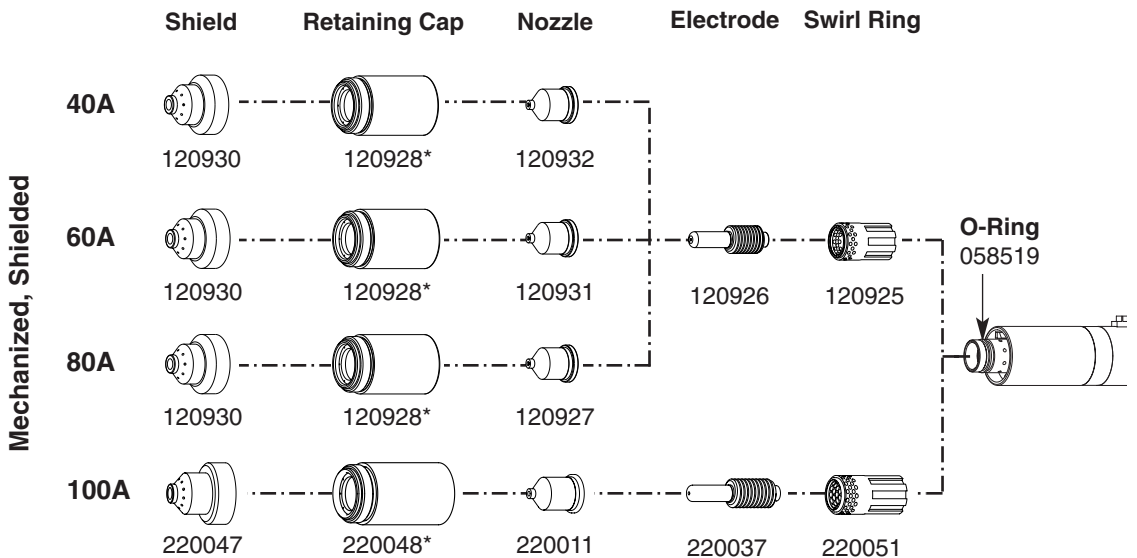 Shield Retaining Cap Nozzle Electrode Swirl Ring
Mechanized, Shielded
40A
120930 120928* 120932
60A
O-Ring
058519
120930 120928* 120931 120926 120925
80A
120930 120928* 120927
100A
220047 220048* 220011 220037 220051